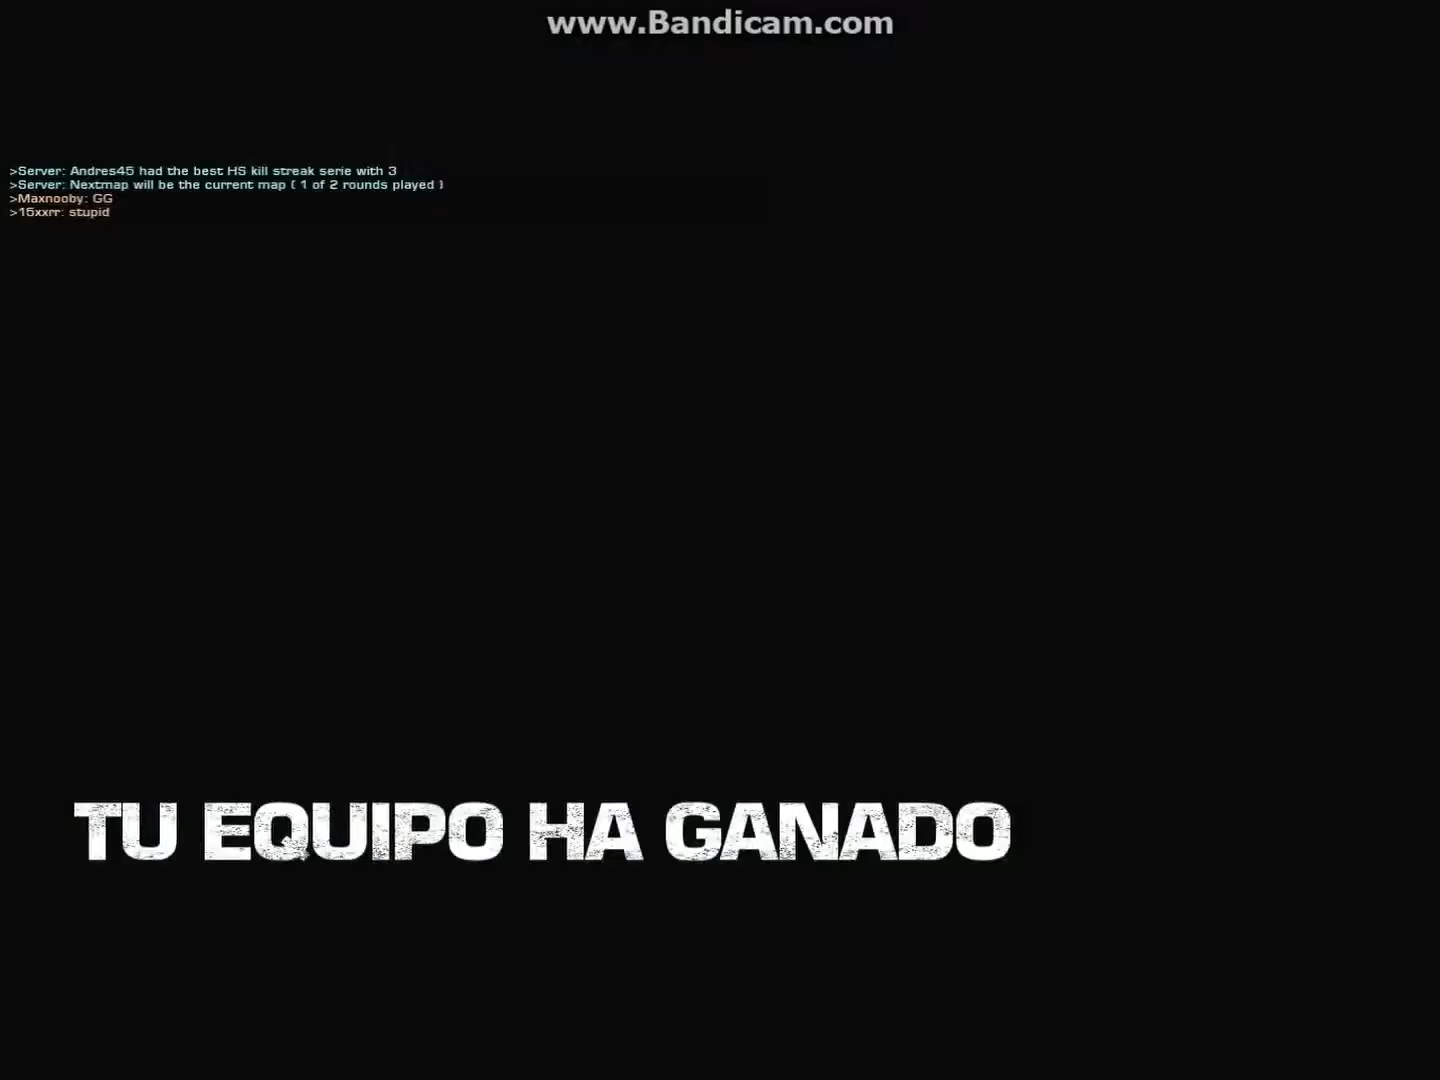 www.Bandicam.com
>Server: Andres45 had the best HS kill streak serie with 3
>Server: Nextmap will be the current map ( 1 of 2 rounds played )
>Maxnooby: GG
>15xxrr: stupid
TU EQUIPO HA GANADO